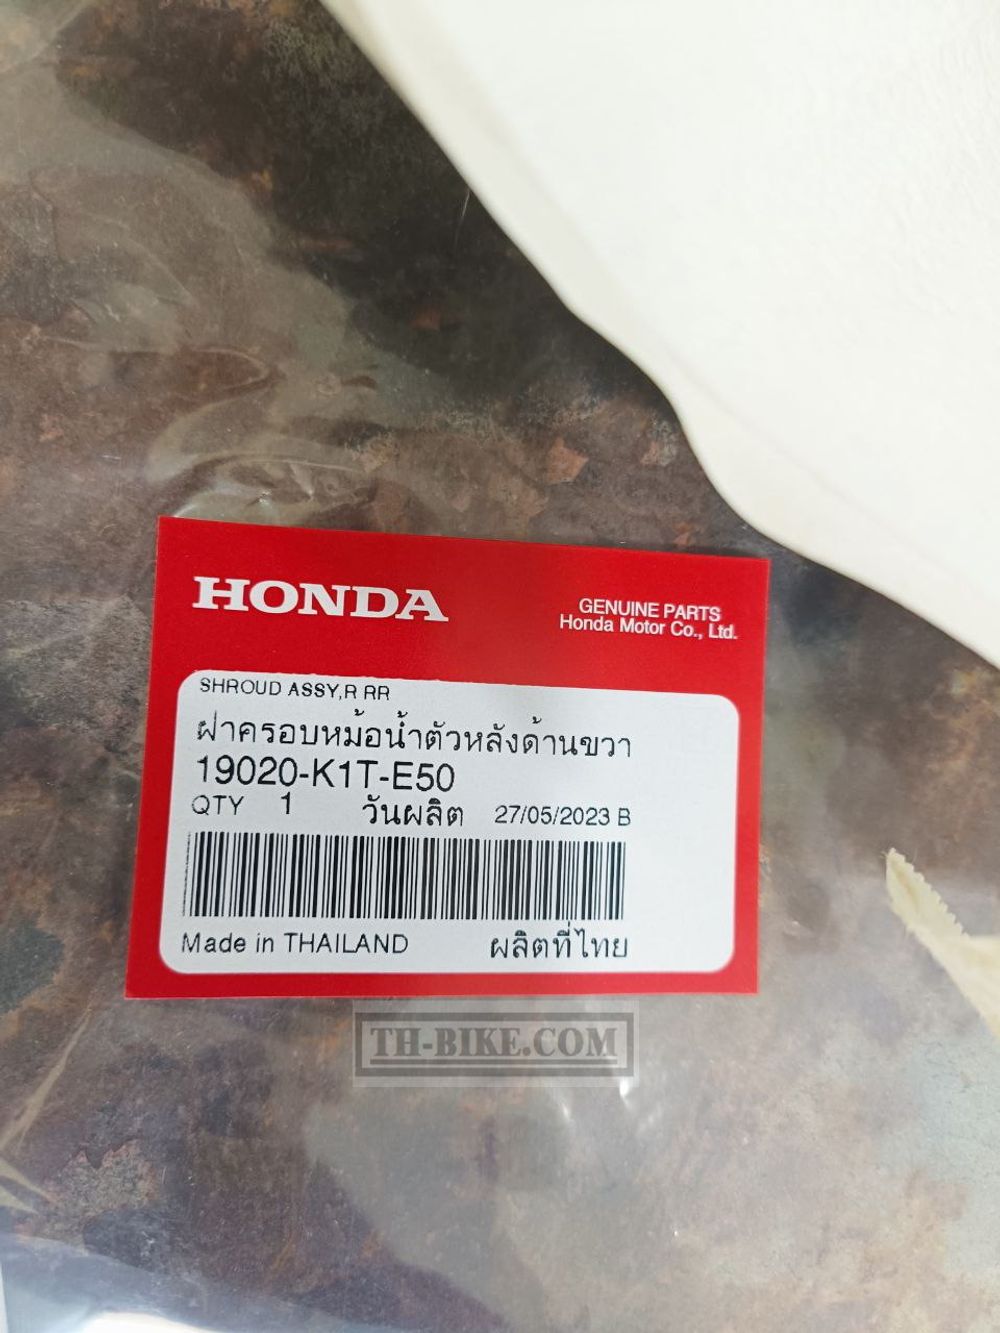 HONDA
GENUINE PARTS
Honda Motor Co., Ltd.
SHROUD ASSY,R RR
ฝาครอบหม้อน้ำตัวหลังด้านขวา
19020-K1T-E50
QTY 1 วันผลิต 27/05/2023 B
Made in THAILAND ผลิตที่ไทย
TH-BIKE.COM